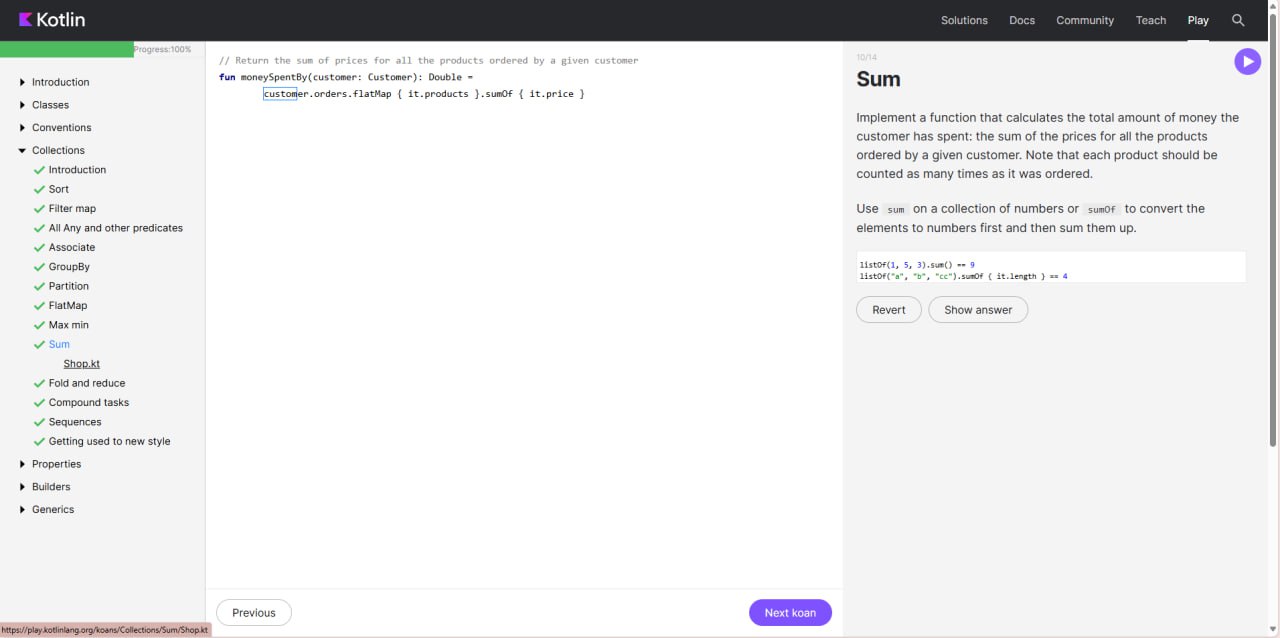 Kotlin
Solutions Docs Community Teach Play
Progress:100%
Introduction
Classes
Conventions
Collections
Introduction
Sort
Filter map
All Any and other predicates
Associate
GroupBy
Partition
FlatMap
Max min
Sum
Shop.kt
Fold and reduce
Compound tasks
Sequences
Getting used to new style
Properties
Builders
Generics
// Return the sum of prices for all the products ordered by a given customer
fun moneySpentBy(customer: Customer): Double =
customer.orders.flatMap { it.products }.sumOf { it.price }
Previous
Next koan
10/14
Sum
Implement a function that calculates the total amount of money the
customer has spent: the sum of the prices for all the products
ordered by a given customer. Note that each product should be
counted as many times as it was ordered.
Use sum on a collection of numbers or sumOf to convert the
elements to numbers first and then sum them up.
listOf(1, 5, 3).sum() == 9
listOf("a", "b", "cc").sumOf { it.length } == 4
Revert
Show answer
https://play.kotlinlang.org/koans/Collections/Sum/Shop.kt